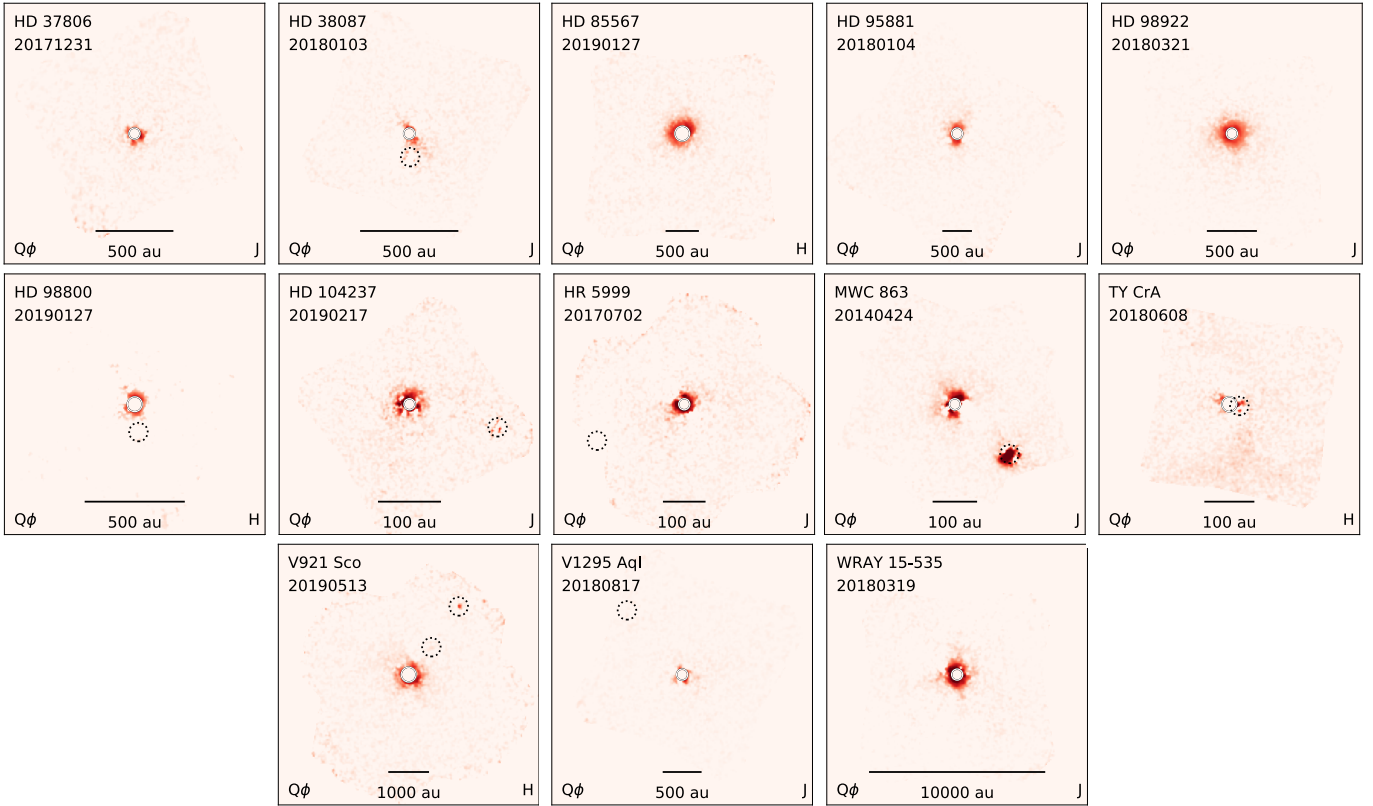 HD 37806
20171231
500 au
Qϕ
J
HD 38087
20180103
500 au
Qϕ
J
HD 85567
20190127
500 au
Qϕ
H
HD 95881
20180104
500 au
Qϕ
J
HD 98922
20180321
500 au
Qϕ
J
HD 98800
20190127
500 au
Qϕ
H
HD 104237
20190217
100 au
Qϕ
J
HR 5999
20170702
100 au
Qϕ
J
MWC 863
20140424
100 au
Qϕ
J
TY CrA
20180608
100 au
Qϕ
H
V921 Sco
20190513
1000 au
Qϕ
H
V1295 Aql
20180817
500 au
Qϕ
J
WRAY 15-535
20180319
10000 au
Qϕ
J